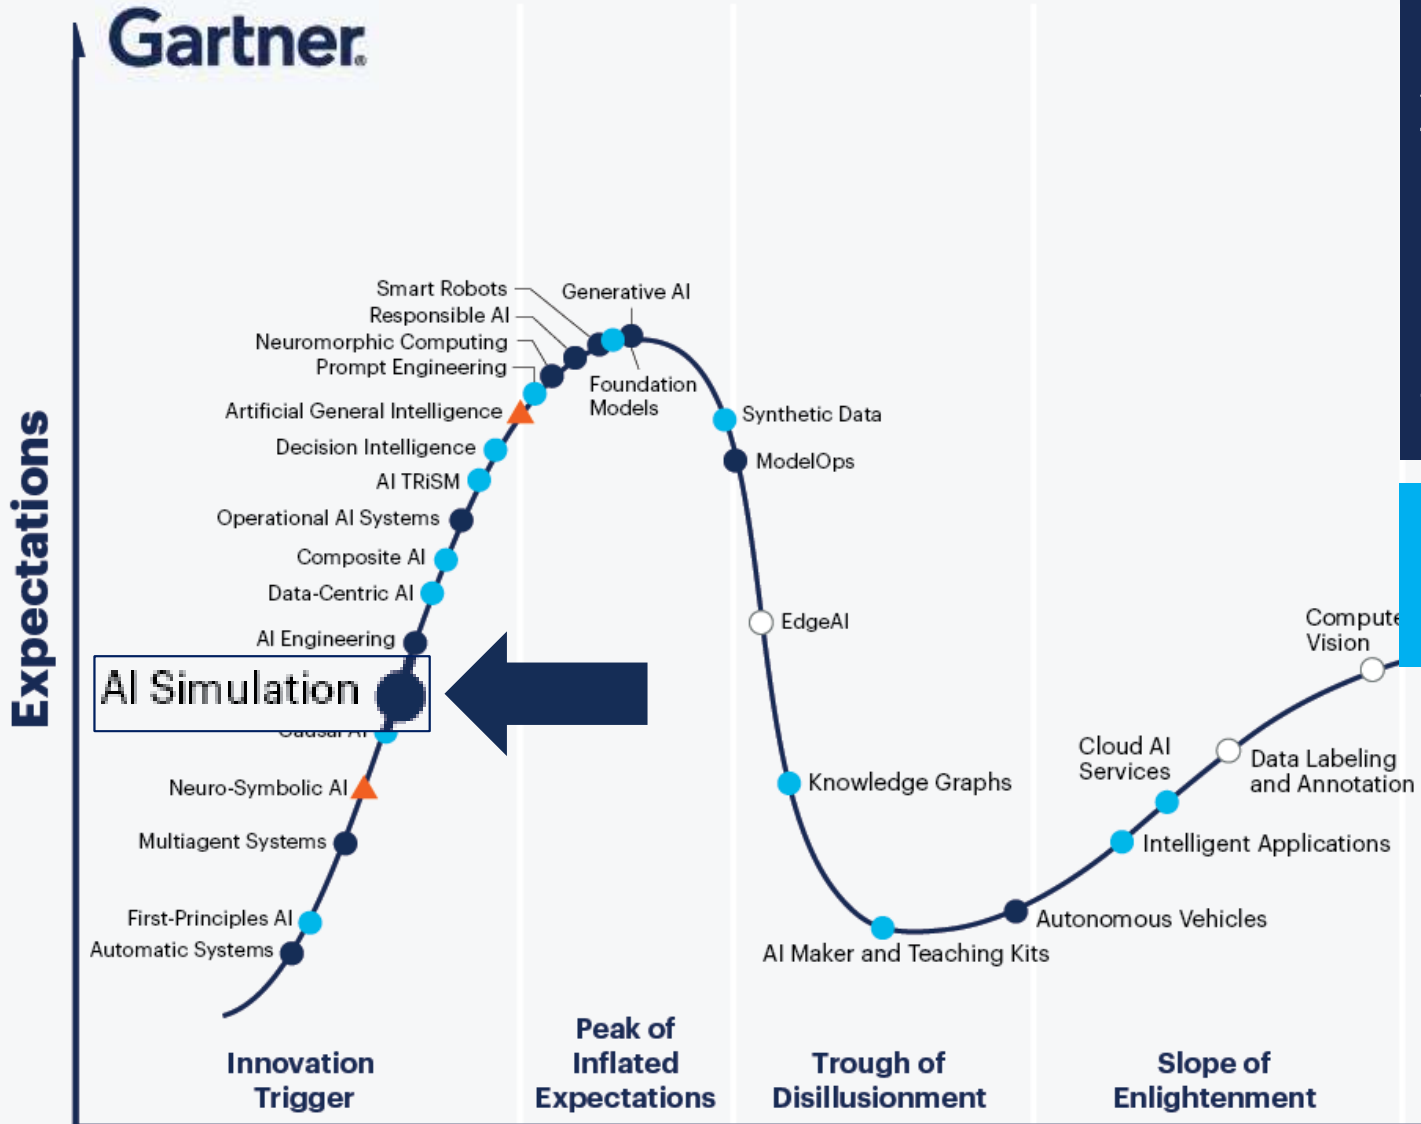 Gartner®
Expectations
Smart Robots
Generative AI
Responsible AI
Neuromorphic Computing
Prompt Engineering
Foundation
Models
Artificial General Intelligence
Decision Intelligence
AI TRiSM
Operational AI Systems
Composite AI
Data-Centric AI
AI Engineering
AI Simulation
Causal AI
Neuro-Symbolic AI
Multiagent Systems
First-Principles AI
Automatic Systems
Synthetic Data
ModelOps
EdgeAI
Knowledge Graphs
AI Maker and Teaching Kits
Autonomous Vehicles
Intelligent Applications
Cloud AI
Services
Data Labeling
and Annotation
Compute
Vision
Innovation
Trigger
Peak of
Inflated
Expectations
Trough of
Disillusionment
Slope of
Enlightenment